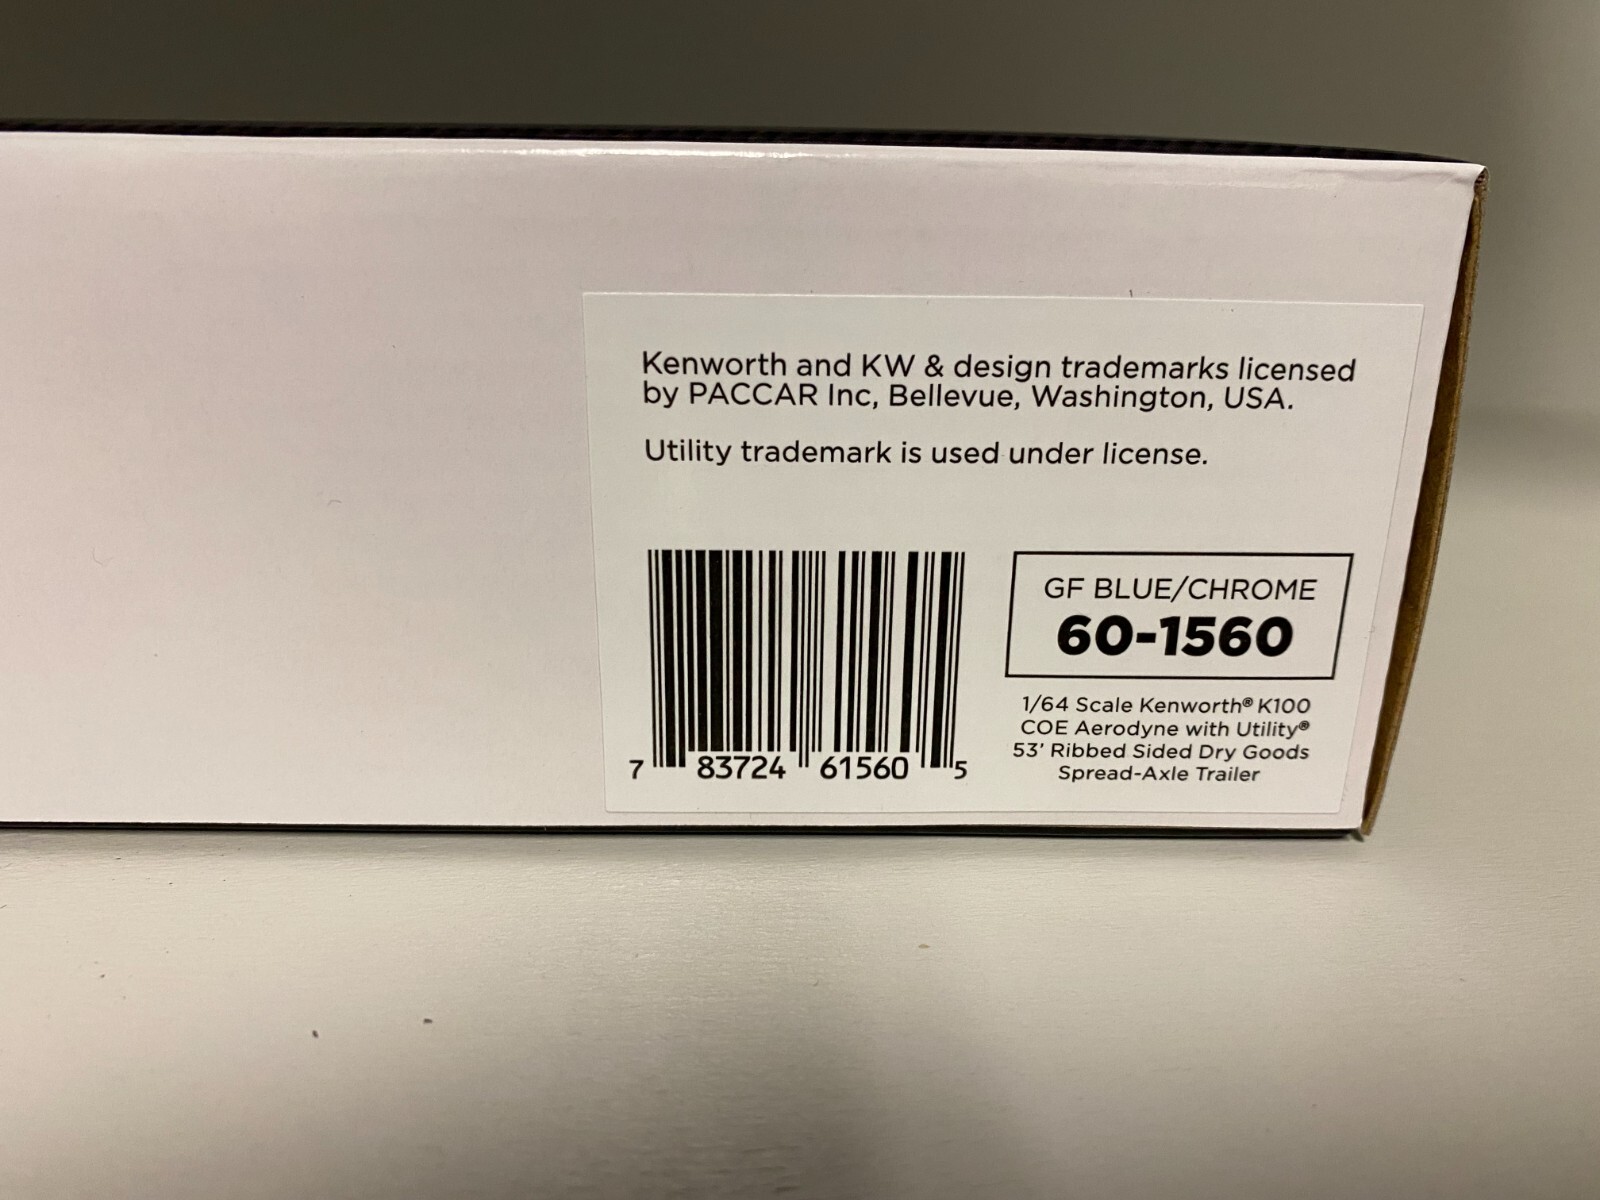 Kenworth and KW & design trademarks licensed
by PACCAR Inc, Bellevue, Washington, USA.
Utility trademark is used under license.
GF BLUE/CHROME
60-1560
1/64 Scale Kenworth® K100
COE Aerodyne with Utility®
53' Ribbed Sided Dry Goods
Spread-Axle Trailer
7 83724 61560 5